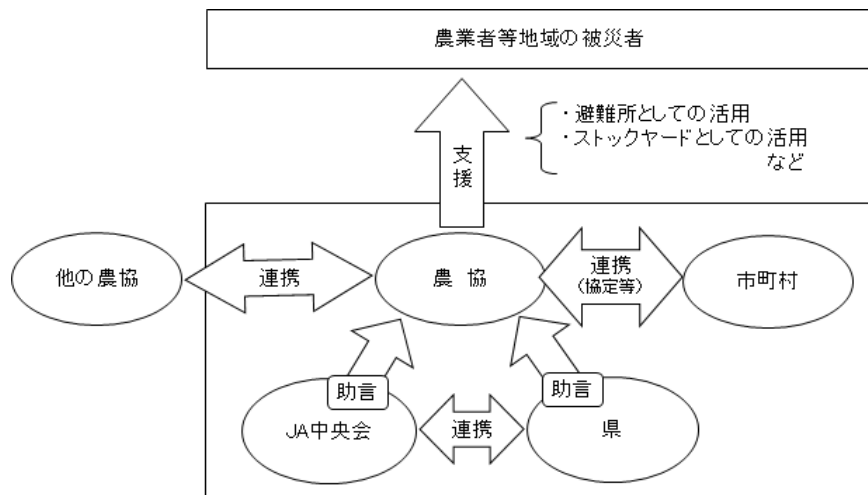 農業者等地域の被災者
・避難所としての活用
・ストックヤードとしての活用
など
支援
他の農協
連携
農 協
連携
(協定等)
市町村
助言
助言
JA中央会
連携
県